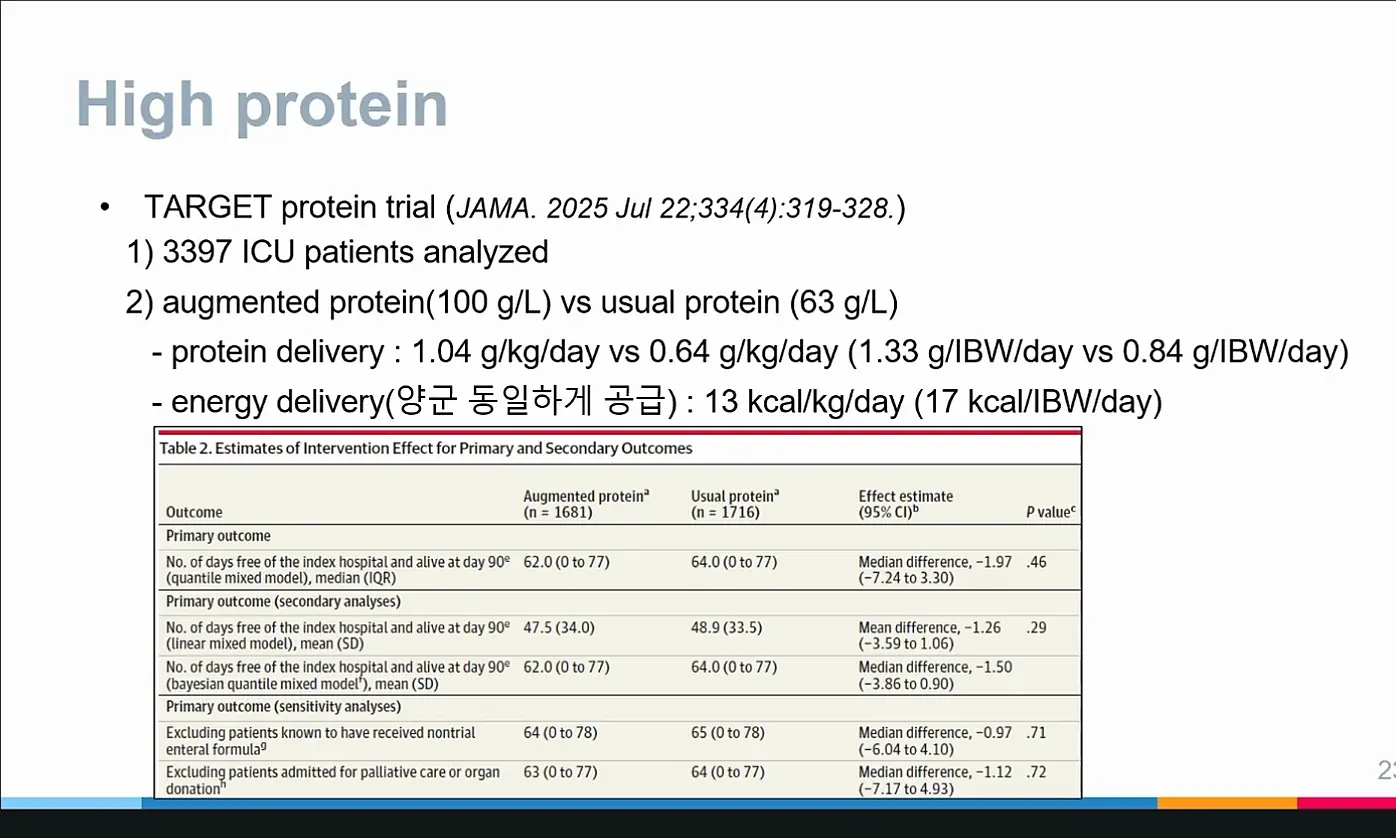 High protein
• TARGET protein trial (JAMA. 2025 Jul 22;334(4):319-328.)
1) 3397 ICU patients analyzed
2) augmented protein(100 g/L) vs usual protein (63 g/L)
- protein delivery : 1.04 g/kg/day vs 0.64 g/kg/day (1.33 g/IBW/day vs 0.84 g/IBW/day)
- energy delivery(양군 동일하게 공급) : 13 kcal/kg/day (17 kcal/IBW/day)
Table 2. Estimates of Intervention Effect for Primary and Secondary Outcomes
Augmented proteinᵃ Usual proteinᵃ Effect estimate
Outcome (n = 1681) (n = 1716) (95% CI)ᵇ P valueᶜ
Primary outcome
No. of days free of the index hospital and alive at day 90ᵉ 62.0 (0 to 77) 64.0 (0 to 77) Median difference, −1.97 .46
(quantile mixed model), median (IQR) (−7.24 to 3.30)
Primary outcome (secondary analyses)
No. of days free of the index hospital and alive at day 90ᵉ 47.5 (34.0) 48.9 (33.5) Mean difference, −1.26 .29
(linear mixed model), mean (SD) (−3.59 to 1.06)
No. of days free of the index hospital and alive at day 90ᵉ 62.0 (0 to 77) 64.0 (0 to 77) Median difference, −1.50
(bayesian quantile mixed modelᶠ), mean (SD) (−3.86 to 0.90)
Primary outcome (sensitivity analyses)
Excluding patients known to have received nontrial 64 (0 to 78) 65 (0 to 78) Median difference, −0.97 .71
enteral formulaᵍ (−6.04 to 4.10)
Excluding patients admitted for palliative care or organ 63 (0 to 77) 64 (0 to 77) Median difference, −1.12 .72
donationʰ (−7.17 to 4.93)